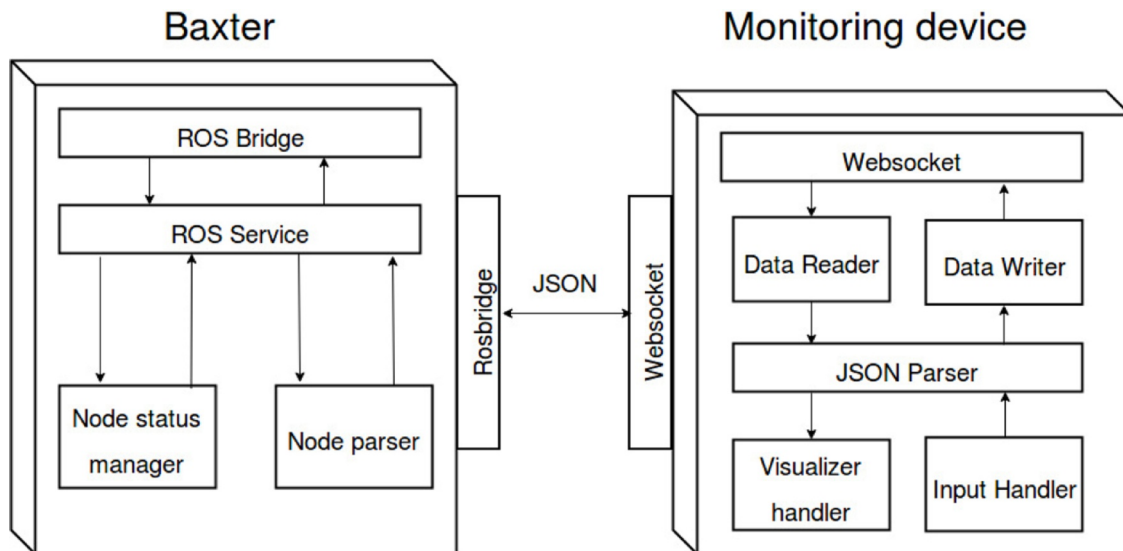 Baxter
ROS Bridge
ROS Service
Node status
manager
Node parser
Rosbridge
JSON
Websocket
Monitoring device
Websocket
Data Reader
Data Writer
JSON Parser
Visualizer
handler
Input Handler